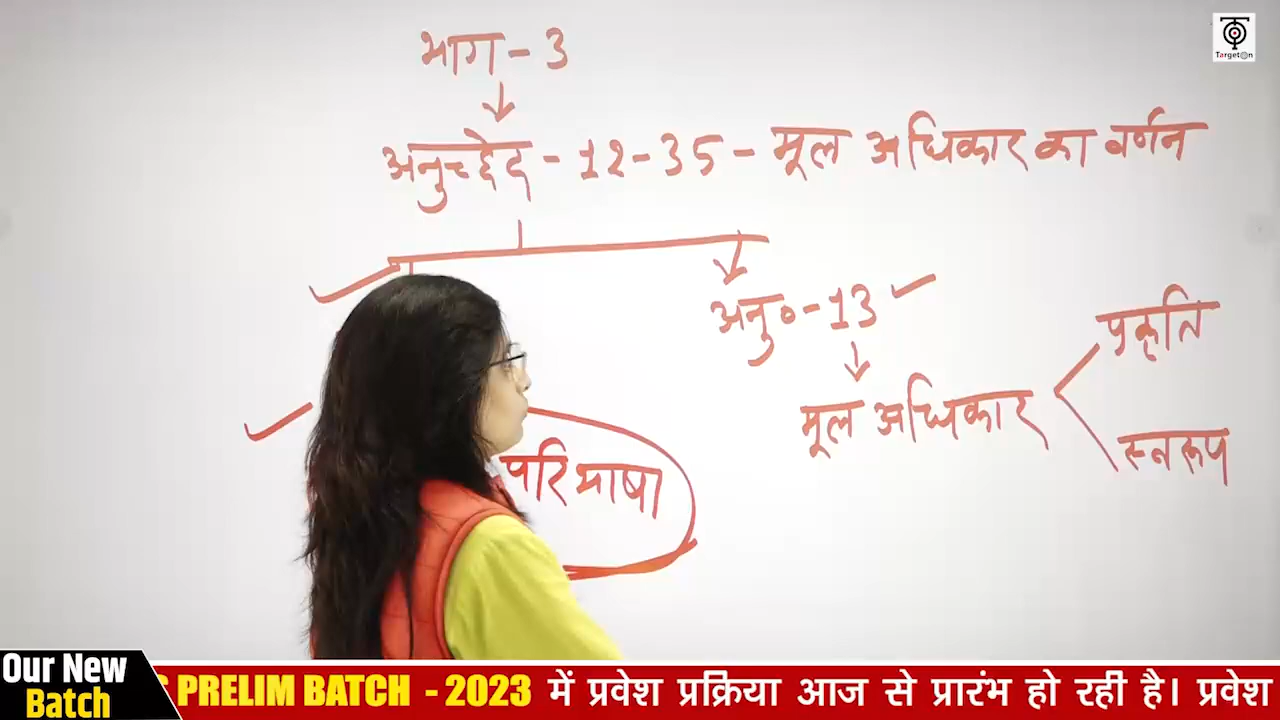 भाग - 3
अनुच्छेद - 12-35 - मूल अधिकार का वर्णन
अनु० - 13
प्रकृति
मूल अधिकार
स्वरूप
परिभाषा
Targeton
Our New
Batch
PRELIM BATCH - 2023 में प्रवेश प्रक्रिया आज से प्रारंभ हो रही है। प्रवेश